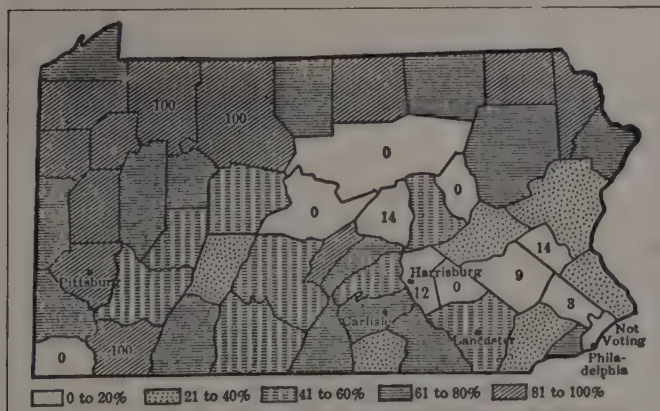 100
100
0
0
0
14
Pittsburg
Harrisburg
14
9
12
0
3
Carlisle
Lancaster
Not
Voting
0
100
Phila-
delphia
0 to 20%
21 to 40%
41 to 60%
61 to 80%
81 to 100%